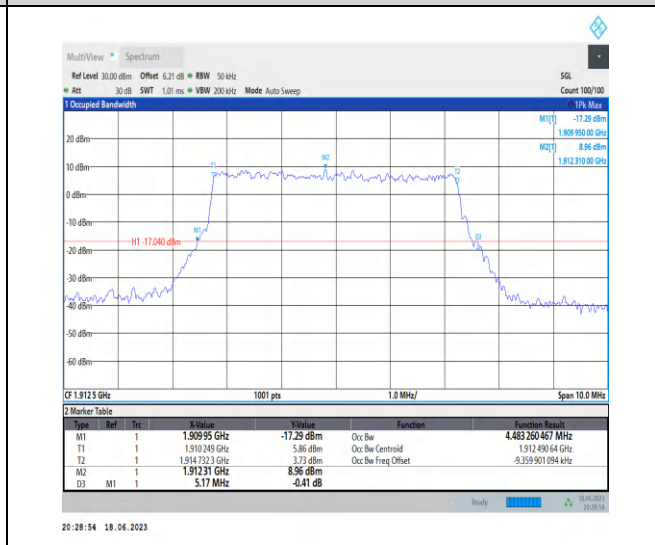 MultiView Spectrum
Ref Level 30.00 dBm Offset 6.21 dB RBW 50 kHz SGL
Att 30 dB SWT 1.01 ms VBW 200 kHz Mode Auto Sweep Count 100/100
1 Occupied Bandwidth 1Pk Max
M1[1] -17.29 dBm
1.909 950 00 GHz
M2[1] 8.96 dBm
1.912 310 00 GHz
20 dBm
10 dBm
0 dBm
-10 dBm
-20 dBm
-30 dBm
-40 dBm
-50 dBm
-60 dBm
T1
M2
T2
M1
D3
H1 -17.040 dBm
CF 1.912 5 GHz 1001 pts 1.0 MHz/ Span 10.0 MHz
2 Marker Table
Type Ref Trc X-Value Y-Value Function Function Result
M1 1 1.909 95 GHz -17.29 dBm Occ Bw 4.483 260 467 MHz
T1 1 1.910 249 GHz 5.86 dBm Occ Bw Centroid 1.912 490 64 GHz
T2 1 1.914 732 3 GHz 3.73 dBm Occ Bw Freq Offset -9.359 901 094 kHz
M2 1 1.912 31 GHz 8.96 dBm
D3 M1 1 5.17 MHz -0.41 dB
Ready 18.06.2023
20:28:54
20:28:54 18.06.2023